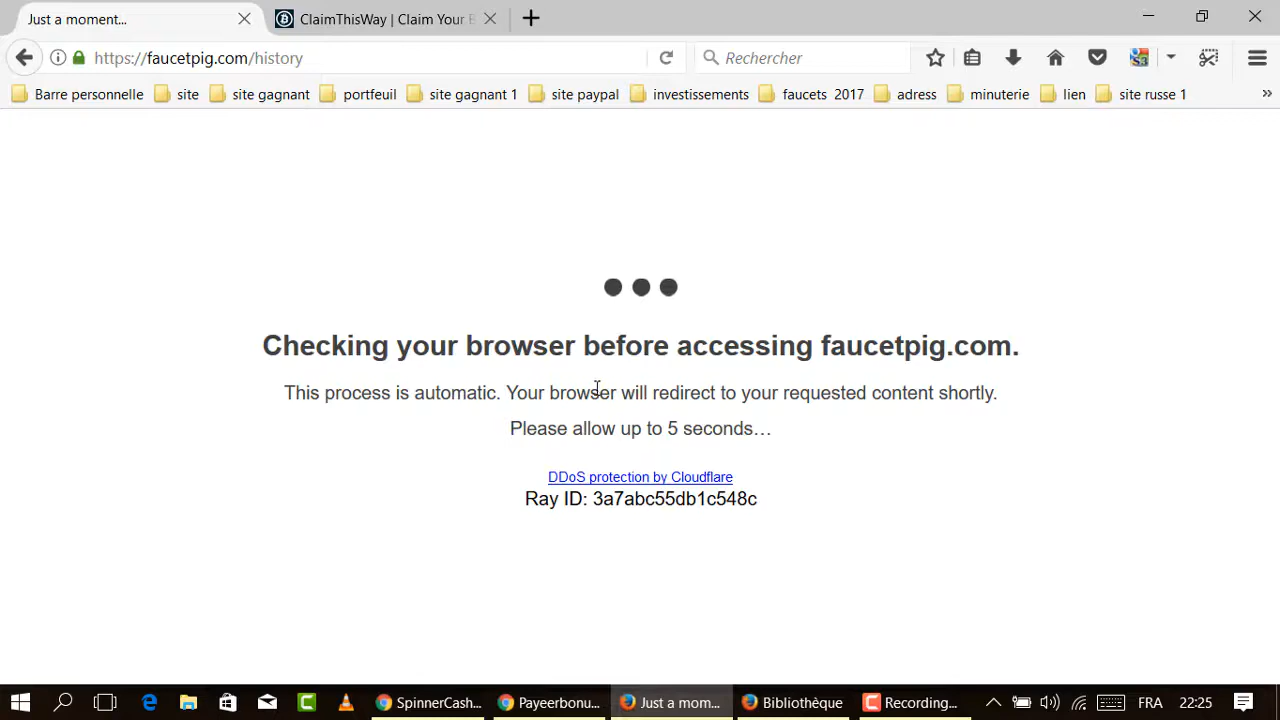 Just a moment...
ClaimThisWay | Claim Your
https://faucetpig.com/history
Rechercher
Barre personnelle
site
site gagnant
portfeuil
site gagnant 1
site paypal
investissements
faucets 2017
adress
minuterie
lien
site russe 1
Checking your browser before accessing faucetpig.com.
This process is automatic. Your browser will redirect to your requested content shortly.
Please allow up to 5 seconds…
DDoS protection by Cloudflare
Ray ID: 3a7abc55db1c548c
SpinnerCash...
Payeerbonu...
Just a mom...
Bibliothèque
Recording...
FRA
22:25